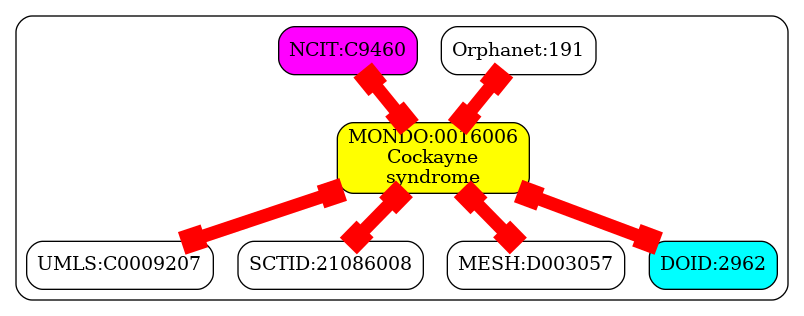 NCIT:C9460
Orphanet:191
MONDO:0016006
Cockayne
syndrome
UMLS:C0009207
SCTID:21086008
MESH:D003057
DOID:2962